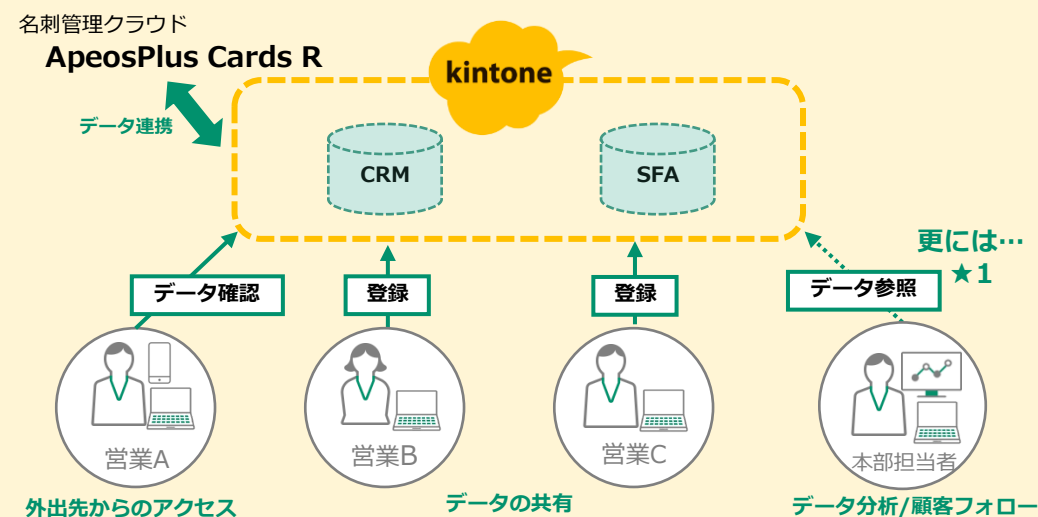 名刺管理クラウド
ApeosPlus Cards R
kintone
データ連携
CRM
SFA
更には…
★1
データ確認
登録
登録
データ参照
営業A
営業B
営業C
本部担当者
外出先からのアクセス
データの共有
データ分析/顧客フォロー